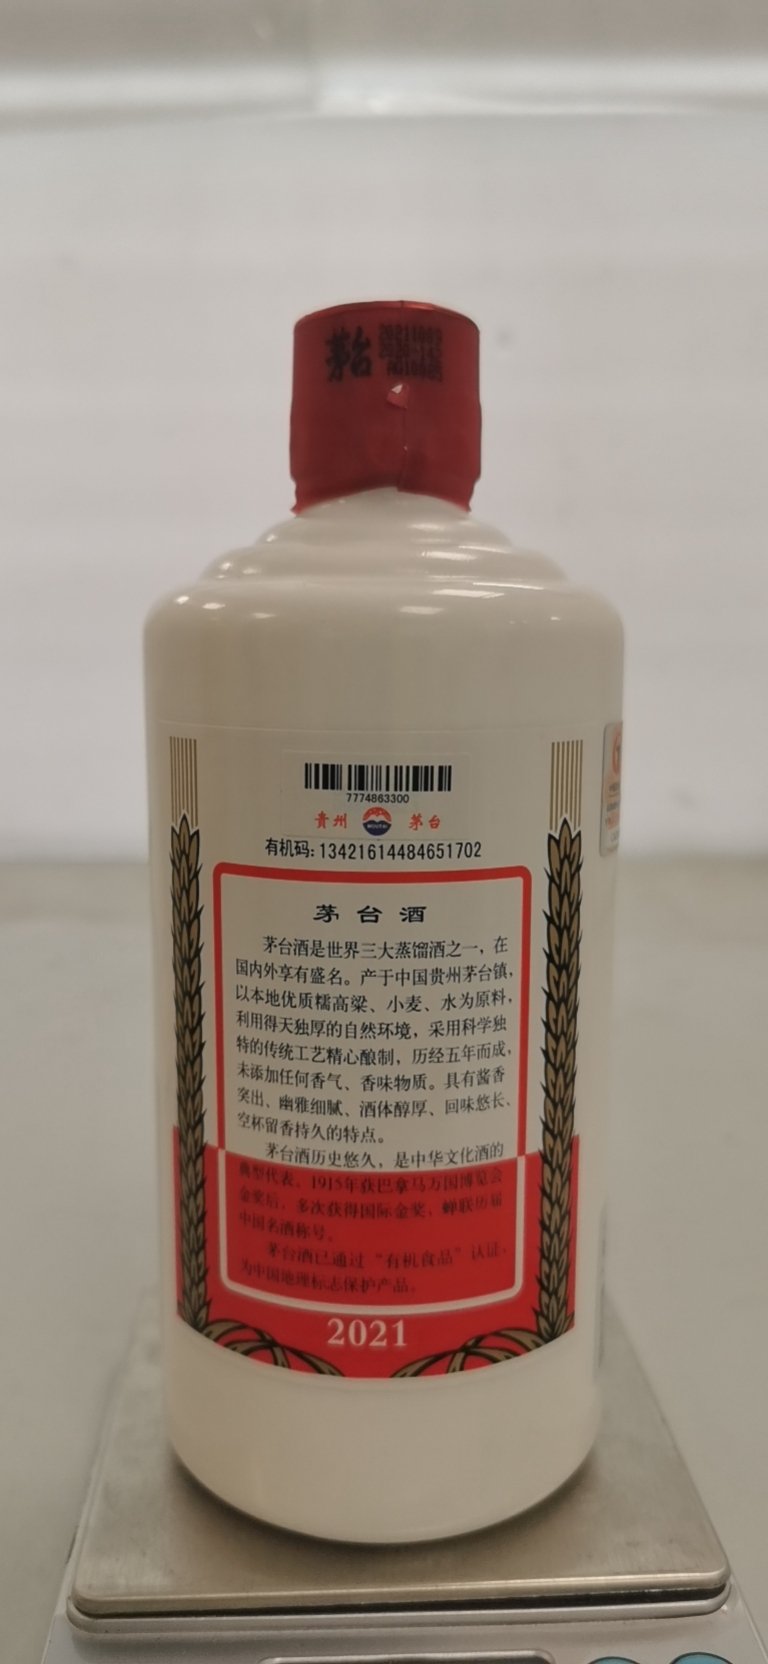 茅台
7774863300
贵州
MOUTAI
茅台
有机码:13421614484651702
茅台酒
茅台酒是世界三大蒸馏酒之一，在
国内外享有盛名。产于中国贵州茅台镇，
以本地优质糯高粱、小麦、水为原料，
利用得天独厚的自然环境，采用科学独
特的传统工艺精心酿制，历经五年而成，
未添加任何香气、香味物质。具有酱香
突出、幽雅细腻、酒体醇厚、回味悠长、
空杯留香持久的特点。
茅台酒历史悠久，是中华文化酒的
典型代表。1915年获巴拿马万国博览会
金奖后，多次获得国际金奖，蝉联历届
中国名酒称号。
茅台酒已通过“有机食品”认证，
为中国地理标志保护产品。
2021